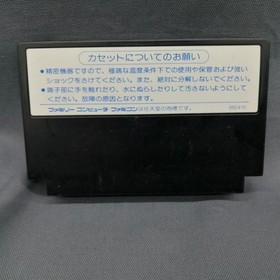 カセットについてのお願い
●精密機器ですので、極端な温度条件下での使用や保管および強い
ショックをさけてください。また、絶対に分解しないでください。
●端子部に手を触れたり、水にぬらしたりして汚さないようにして
ください。故障の原因となります。
ファミリーコンピュータ ファミコンは任天堂の商標です。